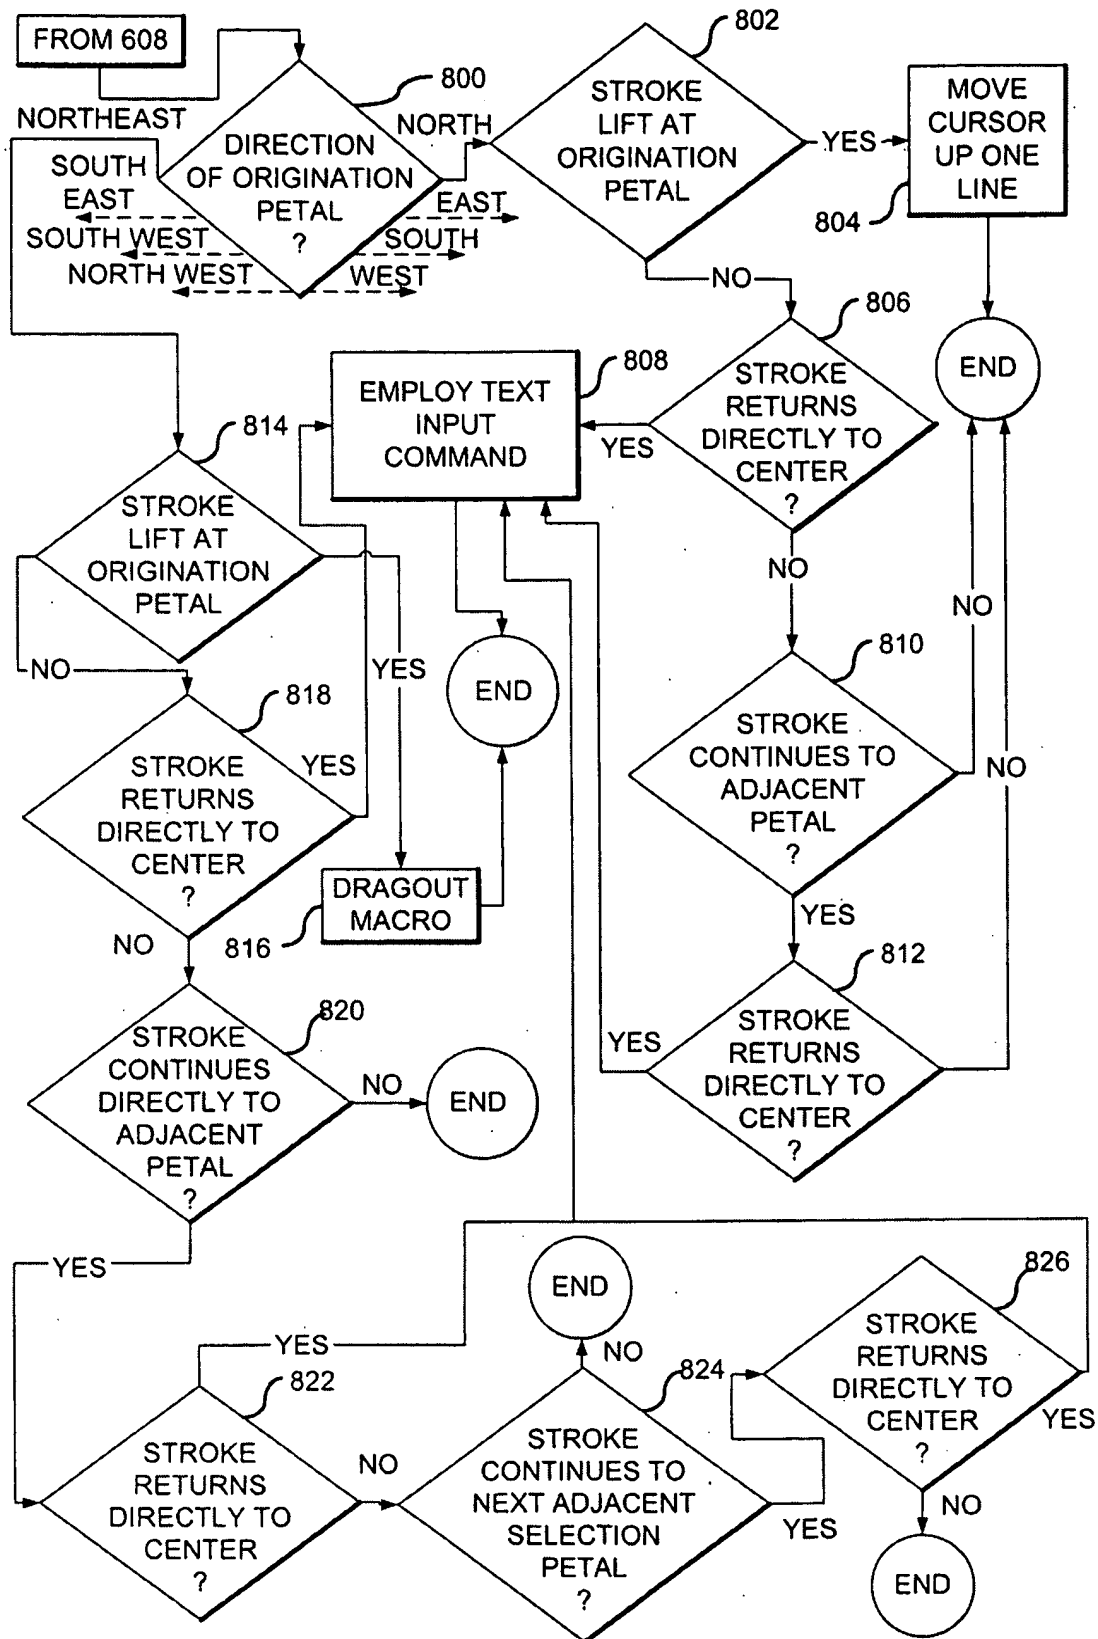 FROM 608
800
DIRECTION
OF ORIGINATION
PETAL
?
NORTHEAST
SOUTH
EAST
SOUTH WEST
NORTH WEST
NORTH
EAST
SOUTH
WEST
802
STROKE
LIFT AT
ORIGINATION
PETAL
YES
MOVE
CURSOR
UP ONE
LINE
804
NO
END
806
STROKE
RETURNS
DIRECTLY TO
CENTER
?
YES
NO
808
EMPLOY TEXT
INPUT
COMMAND
END
814
STROKE
LIFT AT
ORIGINATION
PETAL
NO
YES
810
STROKE
CONTINUES TO
ADJACENT
PETAL
?
NO
YES
818
STROKE
RETURNS
DIRECTLY TO
CENTER
?
YES
NO
DRAGOUT
MACRO
816
812
STROKE
RETURNS
DIRECTLY TO
CENTER
?
YES
NO
820
STROKE
CONTINUES
DIRECTLY TO
ADJACENT
PETAL
?
NO
END
YES
822
STROKE
RETURNS
DIRECTLY TO
CENTER
?
YES
NO
824
STROKE
CONTINUES TO
NEXT ADJACENT
SELECTION
PETAL
?
NO
END
YES
826
STROKE
RETURNS
DIRECTLY TO
CENTER
?
YES
NO
END